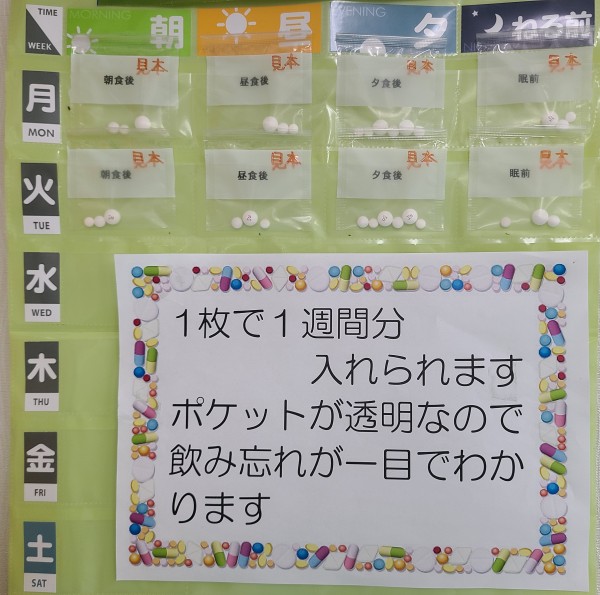 TIME
WEEK
MORNING
朝
昼
EVENING
夕
ねる前
月
MON
朝食後
見本
昼食後
見本
夕食後
見本
眠前
見本
火
TUE
朝食後
見本
昼食後
見本
夕食後
見本
眠前
見本
水
WED
木
THU
金
FRI
土
SAT
1枚で1週間分
入れられます
ポケットが透明なので
飲み忘れが一目でわか
ります